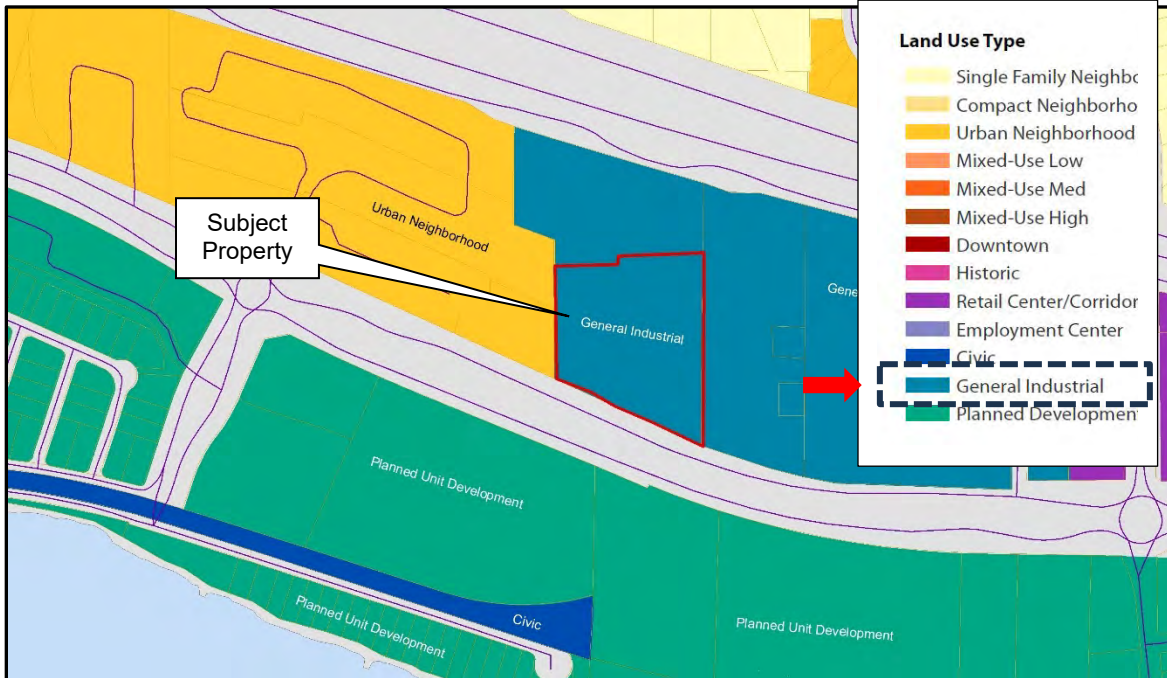 Land Use Type
Single Family Neighbo
Compact Neighborho
Urban Neighborhood
Mixed-Use Low
Mixed-Use Med
Mixed-Use High
Downtown
Historic
Retail Center/Corridor
Employment Center
Civic
General Industrial
Planned Developmen
Subject
Property
Urban Neighborhood
General Industrial
Gene
Planned Unit Development
Planned Unit Development
Civic
Planned Unit Development